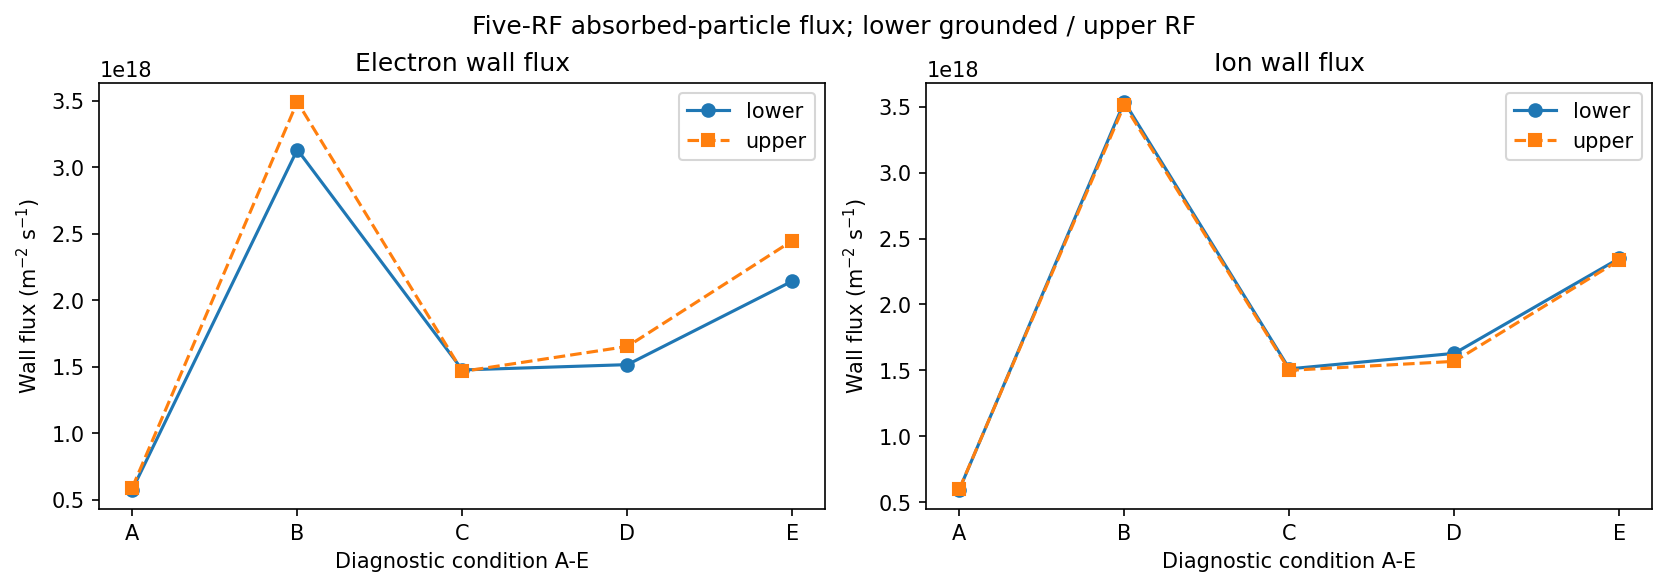 Five-RF absorbed-particle flux; lower grounded / upper RF
Electron wall flux
1e18
3.5
3.0
2.5
2.0
1.5
1.0
0.5
Wall flux (m⁻² s⁻¹)
lower
upper
A B C D E
Diagnostic condition A-E
Ion wall flux
1e18
3.5
3.0
2.5
2.0
1.5
1.0
0.5
Wall flux (m⁻² s⁻¹)
lower
upper
A B C D E
Diagnostic condition A-E